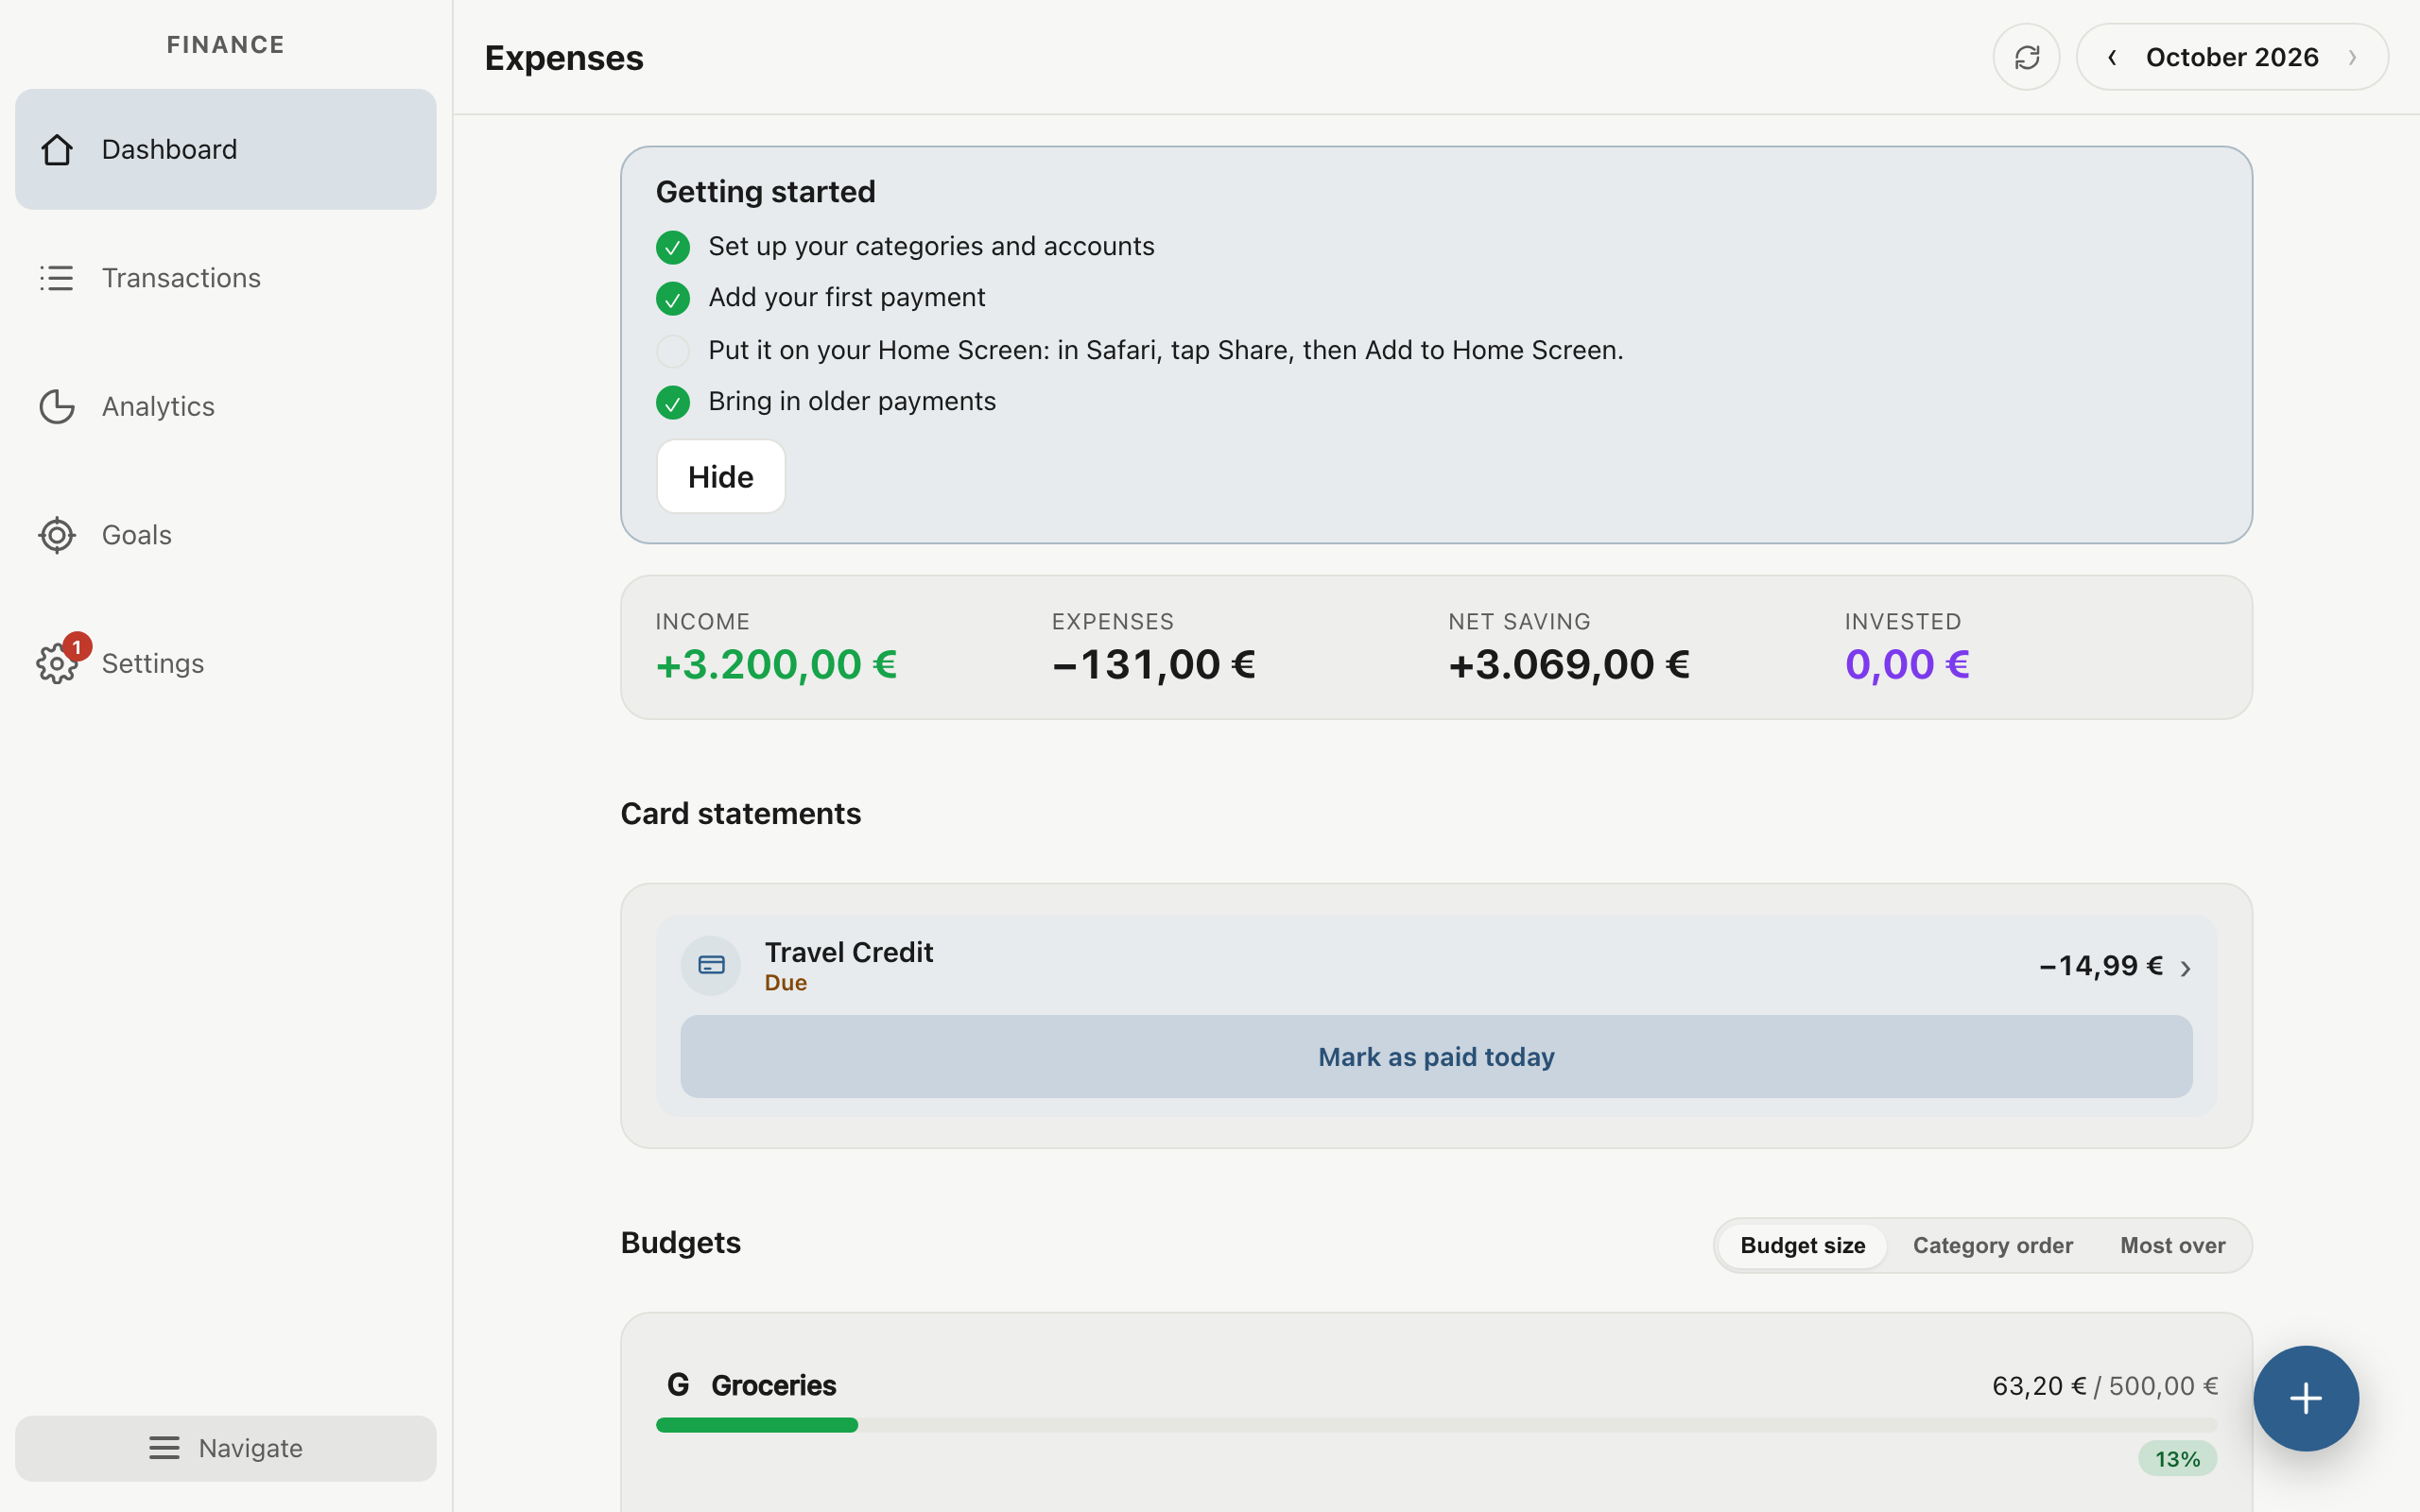 FINANCE
Dashboard
Transactions
Analytics
Goals
1
Settings
Navigate
Expenses
‹ October 2026 ›
Getting started
Set up your categories and accounts
Add your first payment
Put it on your Home Screen: in Safari, tap Share, then Add to Home Screen.
Bring in older payments
Hide
INCOME
+3.200,00 €
EXPENSES
−131,00 €
NET SAVING
+3.069,00 €
INVESTED
0,00 €
Card statements
Travel Credit
Due
−14,99 € ›
Mark as paid today
Budgets
Budget size Category order Most over
G Groceries 63,20 € / 500,00 €
13%
+